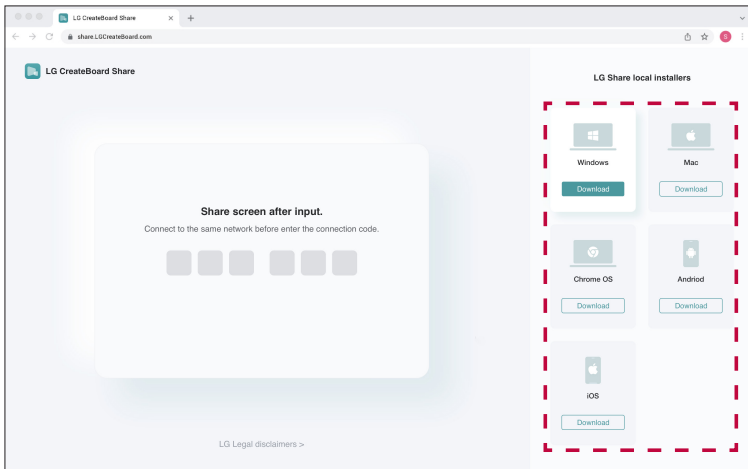 LG CreateBoard Share
share.LGCreateBoard.com
S
LG CreateBoard Share
Share screen after input.
Connect to the same network before enter the connection code.
LG Legal disclaimers >
LG Share local installers
Windows
Download
Mac
Download
Chrome OS
Download
Andriod
Download
iOS
Download